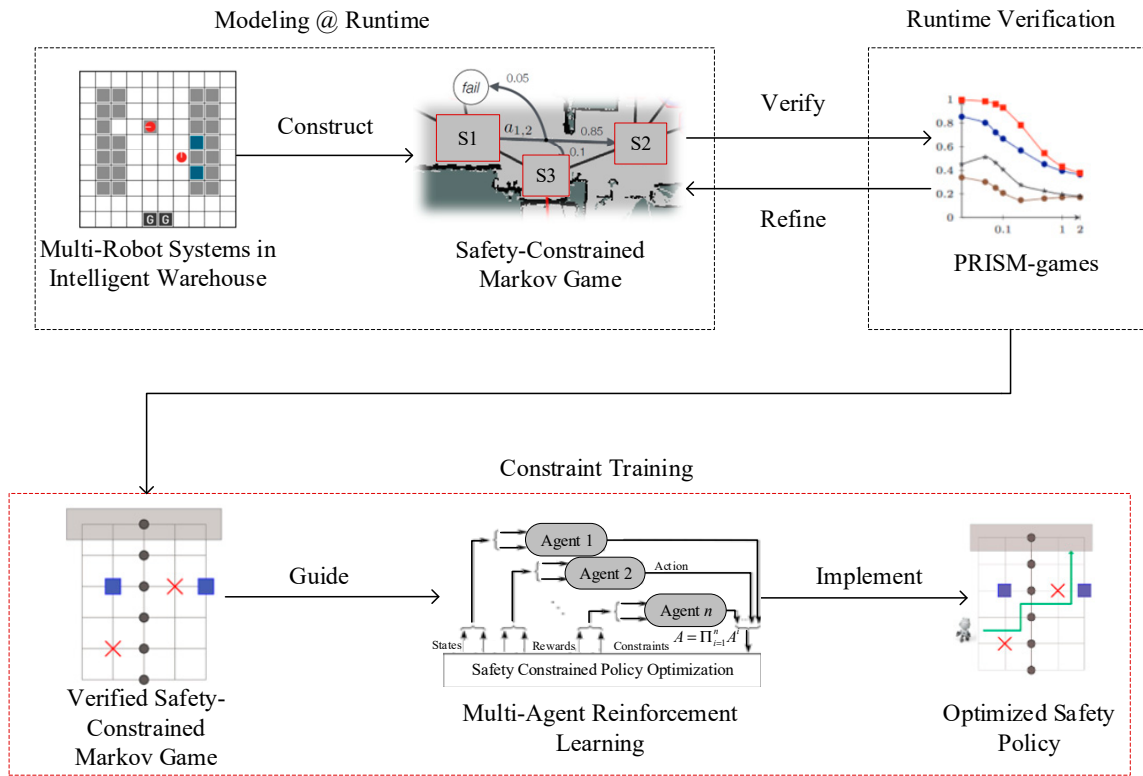 Modeling @ Runtime
Runtime Verification
fail
0.05
S1
a1,2
0.85
S2
0.1
S3
Construct
Verify
Refine
1
0.8
0.6
0.4
0.2
0
0.1
1
2
G G
Multi-Robot Systems in
Intelligent Warehouse
Safety-Constrained
Markov Game
PRISM-games
Constraint Training
Agent 1
Agent 2
Action
Agent n
A = Π_{i=1}^{n} A^i
States
Rewards
Constraints
Safety Constrained Policy Optimization
Guide
Implement
Verified Safety-
Constrained
Markov Game
Multi-Agent Reinforcement
Learning
Optimized Safety
Policy